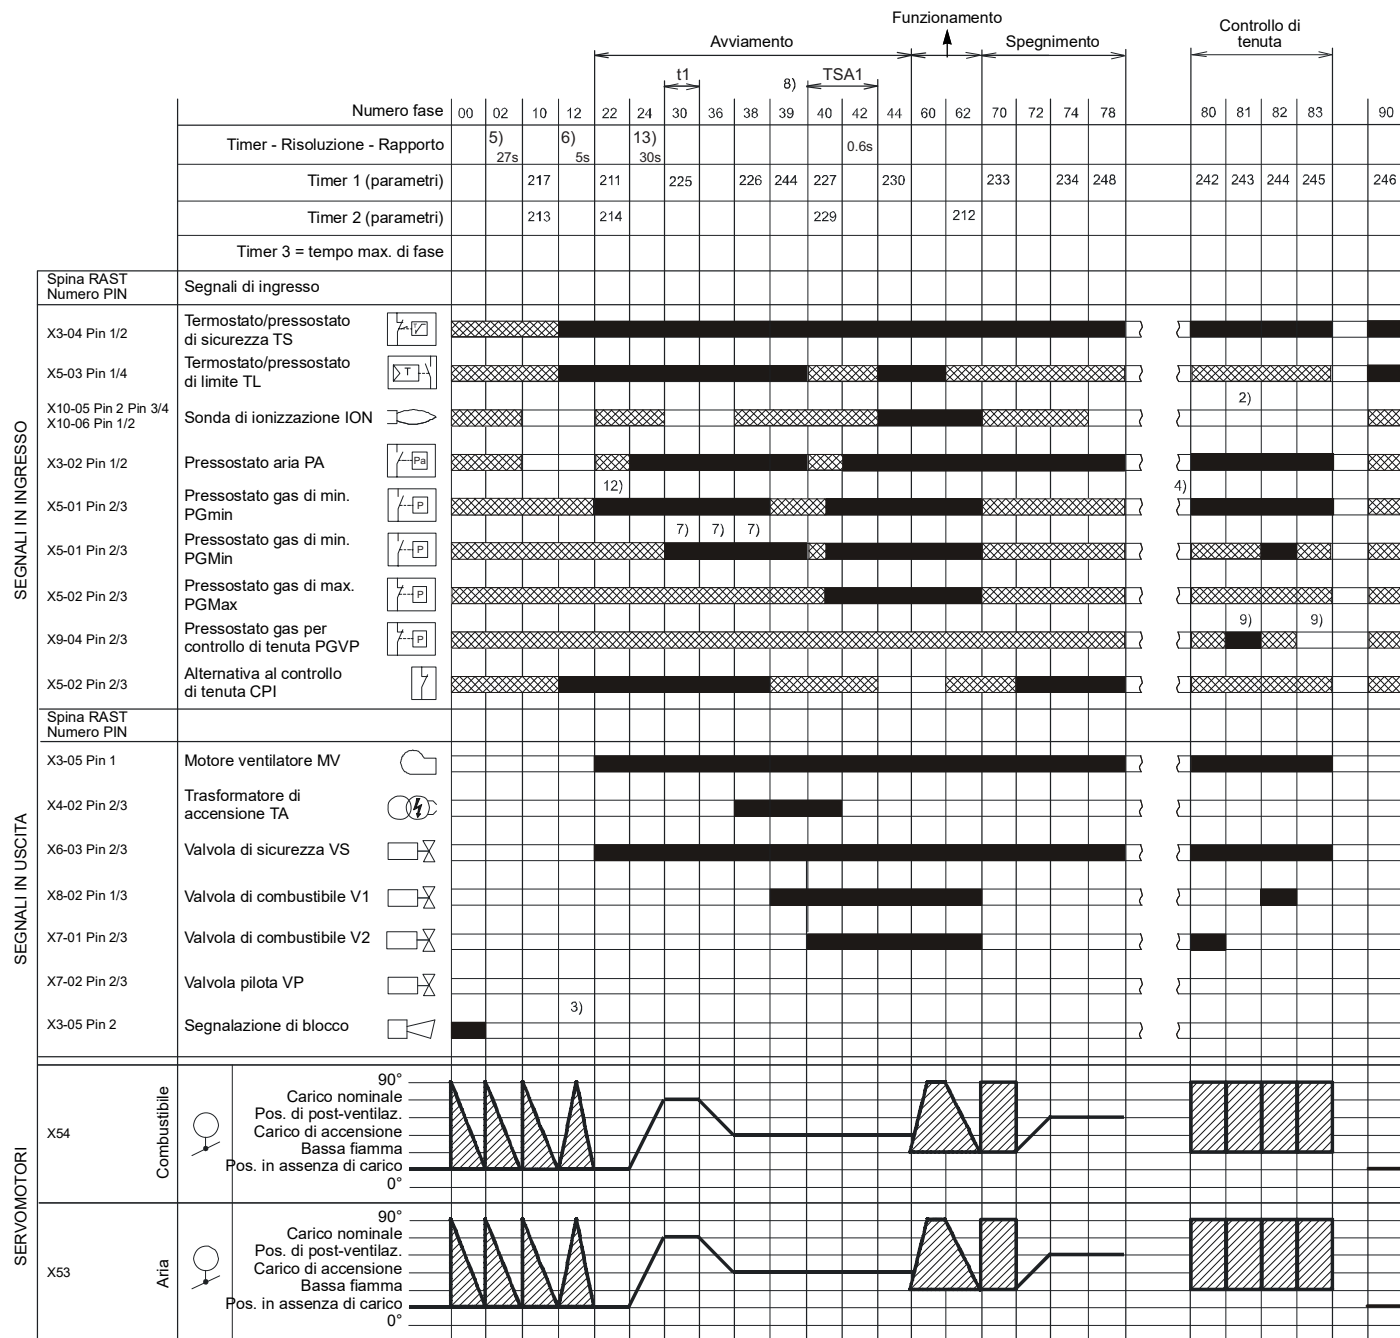 Funzionamento
Avviamento
Spegnimento
Controllo di
tenuta
t1
8)
TSA1
Numero fase 00 02 10 12 22 24 30 36 38 39 40 42 44 60 62 70 72 74 78 80 81 82 83 90
Timer - Risoluzione - Rapporto 5) 27s 6) 5s 13) 30s 0.6s
Timer 1 (parametri) 217 211 225 226 244 227 230 233 234 248 242 243 244 245 246
Timer 2 (parametri) 213 214 229 212
Timer 3 = tempo max. di fase
Spina RAST
Numero PIN
Segnali di ingresso
SEGNALI IN INGRESSO
X3-04 Pin 1/2
Termostato/pressostato
di sicurezza TS
X5-03 Pin 1/4
Termostato/pressostato
di limite TL
T
2)
X10-05 Pin 2 Pin 3/4
X10-06 Pin 1/2
Sonda di ionizzazione ION
X3-02 Pin 1/2
Pressostato aria PA
Pa
12)
4)
X5-01 Pin 2/3
Pressostato gas di min.
PGmin
P
7) 7) 7)
X5-01 Pin 2/3
Pressostato gas di min.
PGMin
P
X5-02 Pin 2/3
Pressostato gas di max.
PGMax
P
9) 9)
X9-04 Pin 2/3
Pressostato gas per
controllo di tenuta PGVP
P
X5-02 Pin 2/3
Alternativa al controllo
di tenuta CPI
Spina RAST
Numero PIN
SEGNALI IN USCITA
X3-05 Pin 1
Motore ventilatore MV
X4-02 Pin 2/3
Trasformatore di
accensione TA
X6-03 Pin 2/3
Valvola di sicurezza VS
X8-02 Pin 1/3
Valvola di combustibile V1
X7-01 Pin 2/3
Valvola di combustibile V2
X7-02 Pin 2/3
Valvola pilota VP
3)
X3-05 Pin 2
Segnalazione di blocco
SERVOMOTORI
X54
Combustibile
90°
Carico nominale
Pos. di post-ventilaz.
Carico di accensione
Bassa fiamma
Pos. in assenza di carico
0°
X53
Aria
90°
Carico nominale
Pos. di post-ventilaz.
Carico di accensione
Bassa fiamma
Pos. in assenza di carico
0°